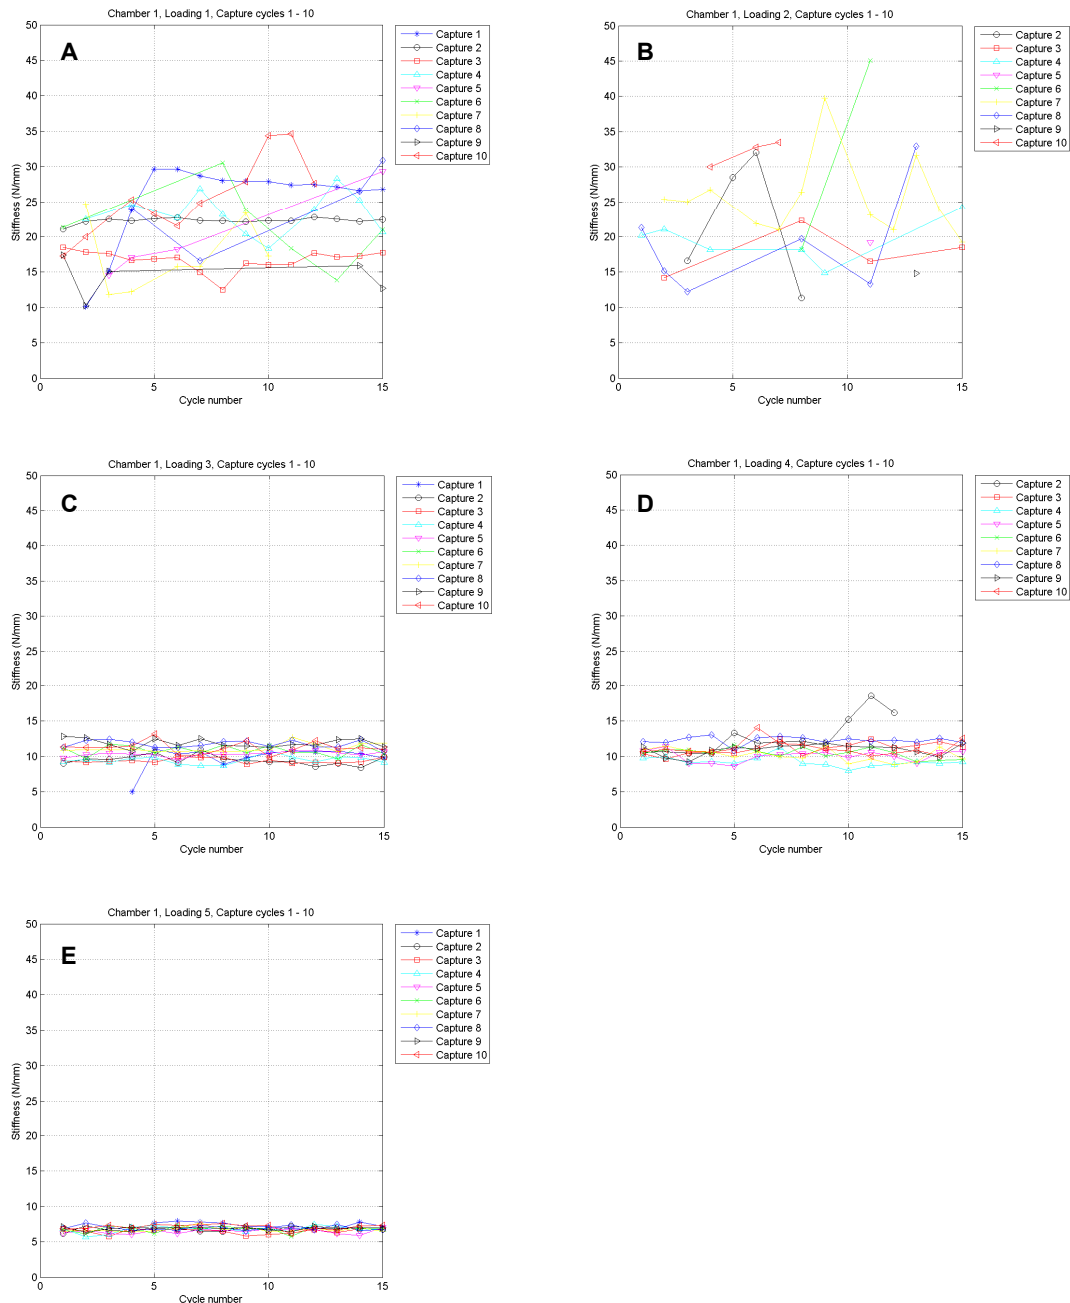 Chamber 1, Loading 1, Capture cycles 1 - 10
A
50
45
40
35
30
25
20
15
10
5
0
Stiffness (N/mm)
0 5 10 15
Cycle number
Capture 1
Capture 2
Capture 3
Capture 4
Capture 5
Capture 6
Capture 7
Capture 8
Capture 9
Capture 10
Chamber 1, Loading 2, Capture cycles 1 - 10
B
50
45
40
35
30
25
20
15
10
5
0
Stiffness (N/mm)
0 5 10 15
Cycle number
Capture 2
Capture 3
Capture 4
Capture 5
Capture 6
Capture 7
Capture 8
Capture 9
Capture 10
Chamber 1, Loading 3, Capture cycles 1 - 10
C
50
45
40
35
30
25
20
15
10
5
0
Stiffness (N/mm)
0 5 10 15
Cycle number
Capture 1
Capture 2
Capture 3
Capture 4
Capture 5
Capture 6
Capture 7
Capture 8
Capture 9
Capture 10
Chamber 1, Loading 4, Capture cycles 1 - 10
D
50
45
40
35
30
25
20
15
10
5
0
Stiffness (N/mm)
0 5 10 15
Cycle number
Capture 2
Capture 3
Capture 4
Capture 5
Capture 6
Capture 7
Capture 8
Capture 9
Capture 10
Chamber 1, Loading 5, Capture cycles 1 - 10
E
50
45
40
35
30
25
20
15
10
5
0
Stiffness (N/mm)
0 5 10 15
Cycle number
Capture 1
Capture 2
Capture 3
Capture 4
Capture 5
Capture 6
Capture 7
Capture 8
Capture 9
Capture 10